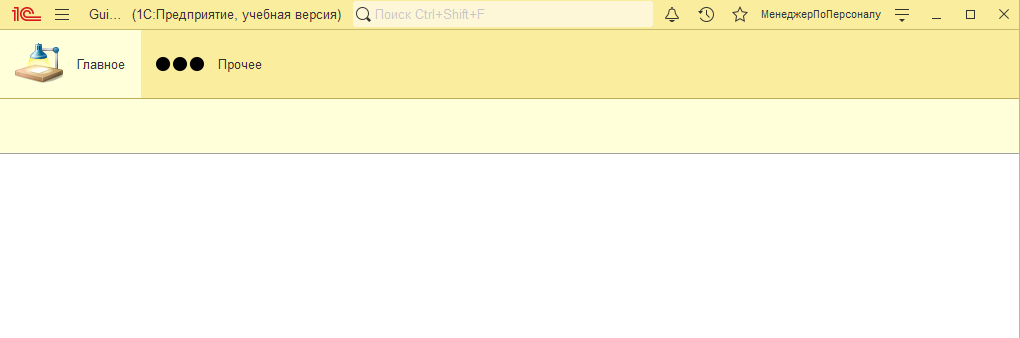 1С Gui... (1С:Предприятие, учебная версия) Поиск Ctrl+Shift+F МенеджерПоПерсоналу
Главное Прочее